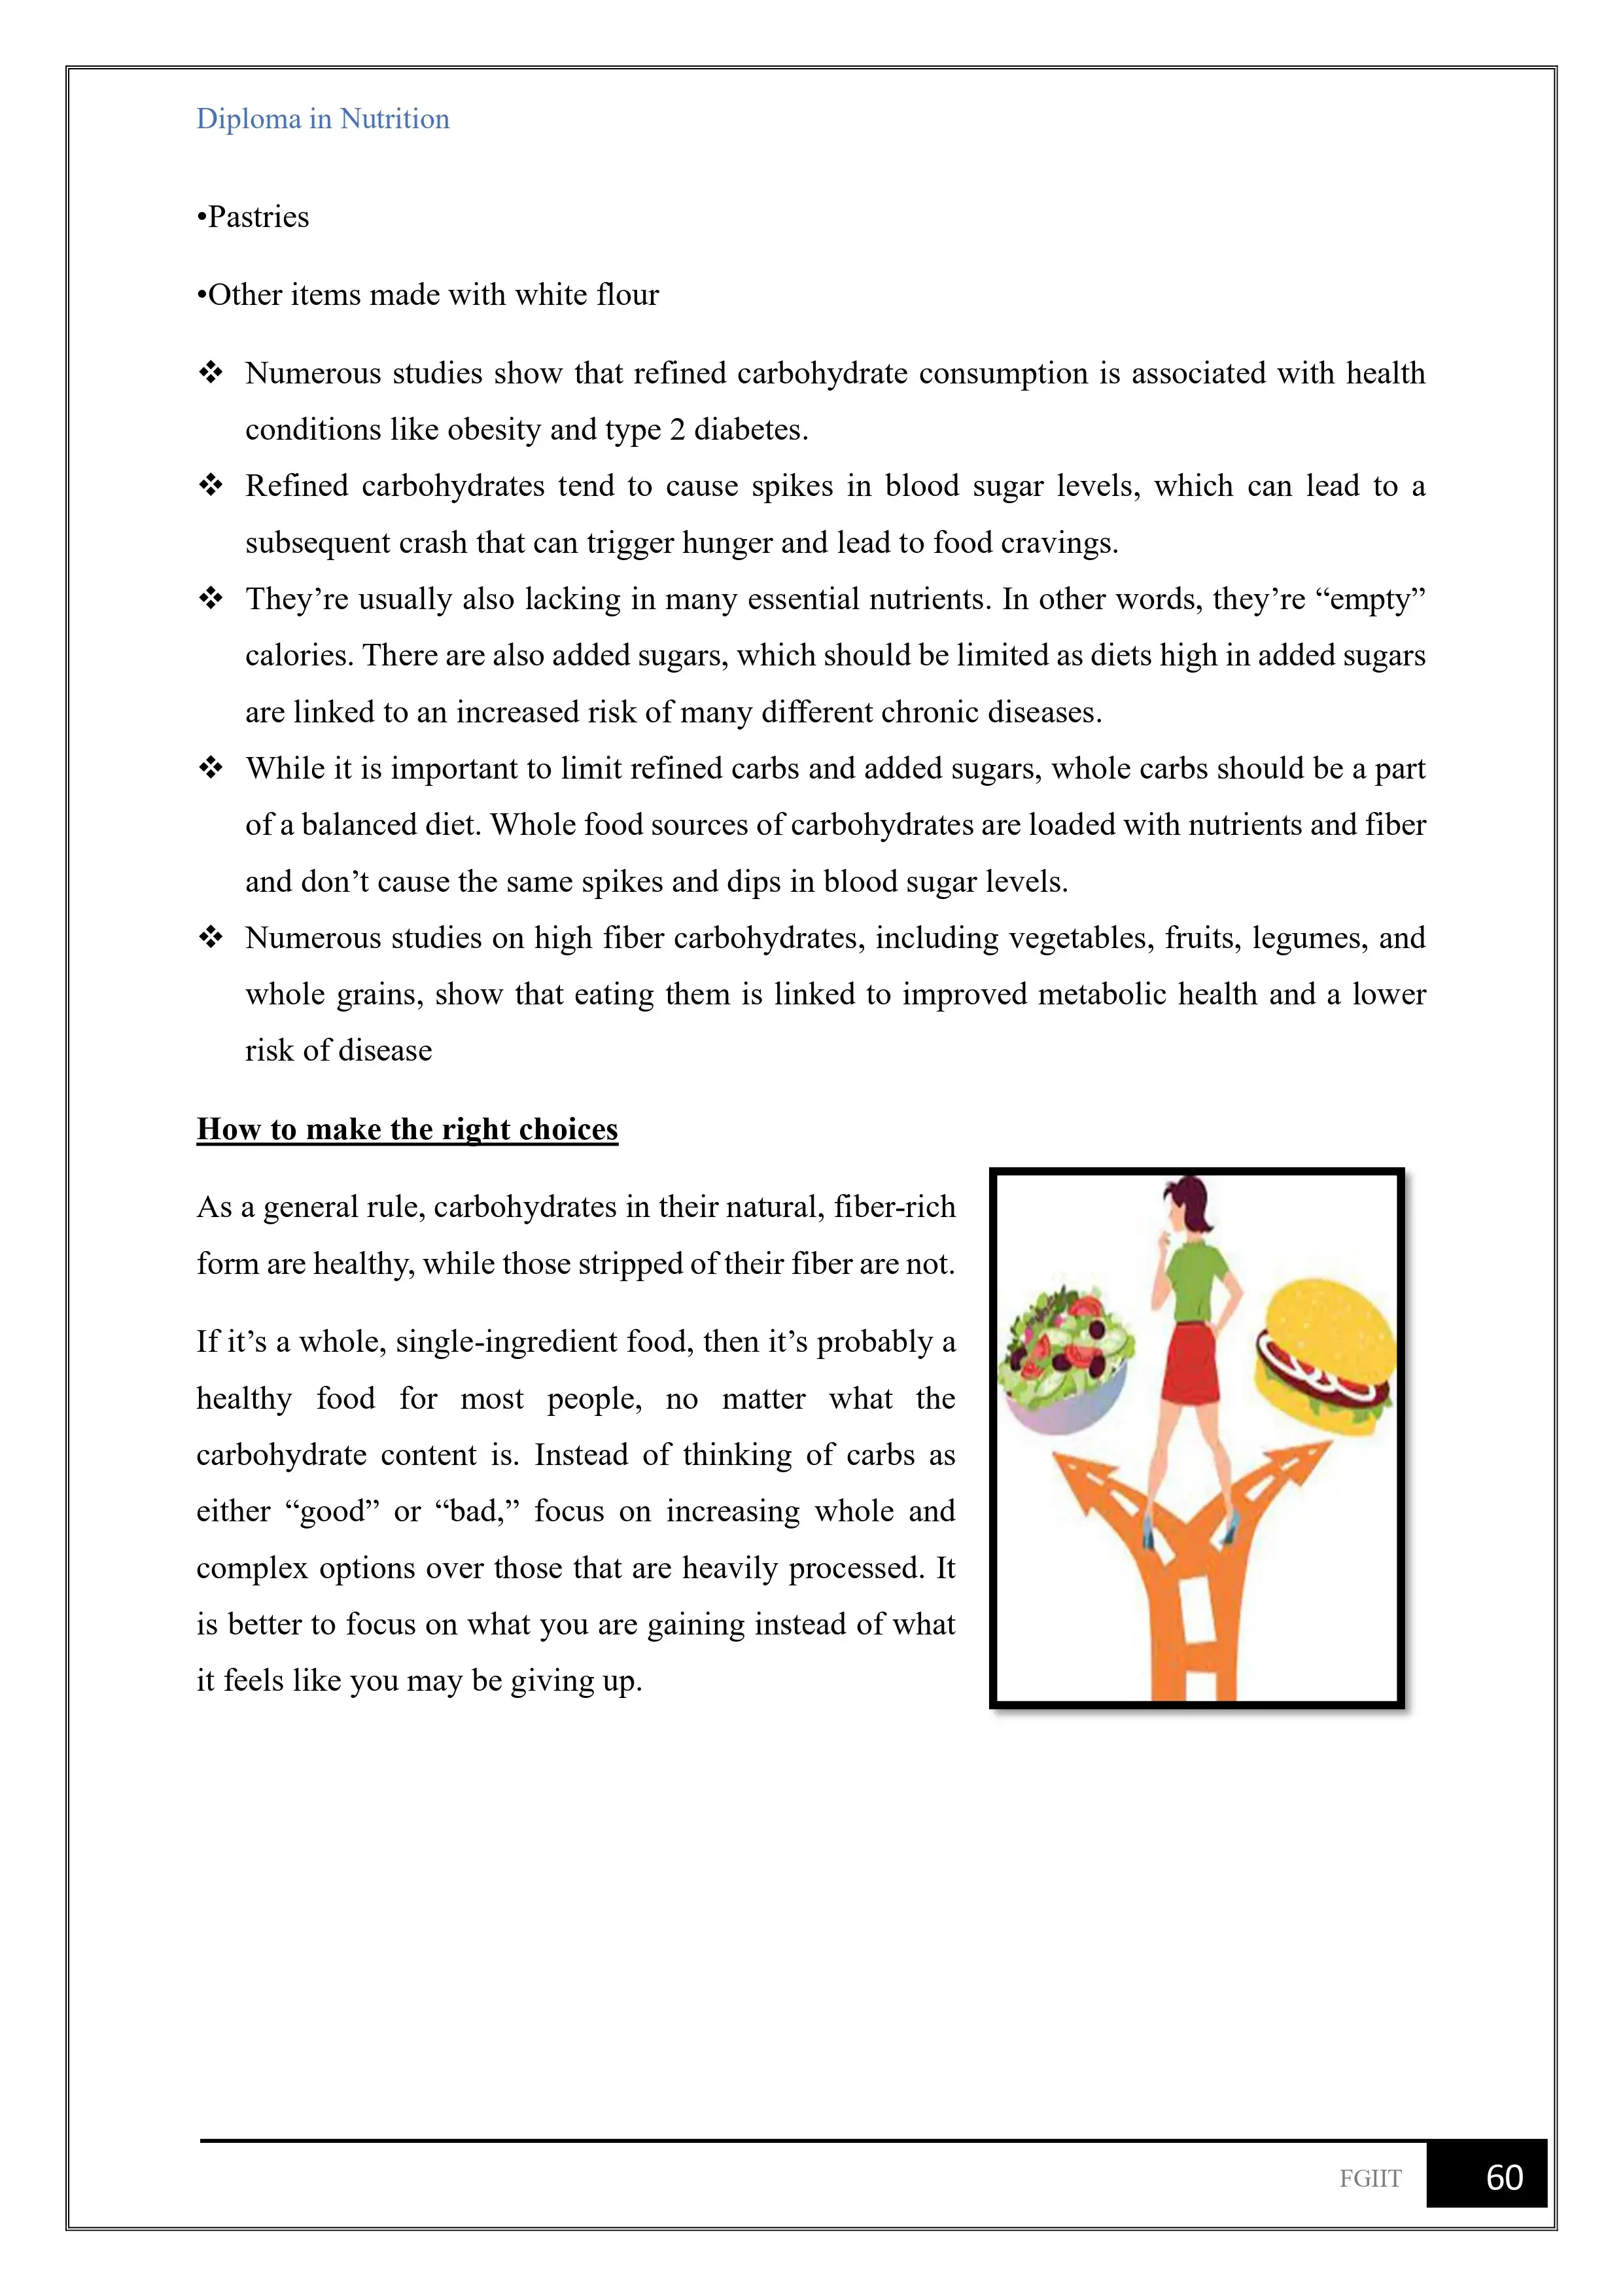 Diploma in Nutrition
•Pastries
•Other items made with white flour
❖ Numerous studies show that refined carbohydrate consumption is associated with health
conditions like obesity and type 2 diabetes.
❖ Refined carbohydrates tend to cause spikes in blood sugar levels, which can lead to a
subsequent crash that can trigger hunger and lead to food cravings.
❖ They’re usually also lacking in many essential nutrients. In other words, they’re “empty”
calories. There are also added sugars, which should be limited as diets high in added sugars
are linked to an increased risk of many different chronic diseases.
❖ While it is important to limit refined carbs and added sugars, whole carbs should be a part
of a balanced diet. Whole food sources of carbohydrates are loaded with nutrients and fiber
and don’t cause the same spikes and dips in blood sugar levels.
❖ Numerous studies on high fiber carbohydrates, including vegetables, fruits, legumes, and
whole grains, show that eating them is linked to improved metabolic health and a lower
risk of disease
How to make the right choices
As a general rule, carbohydrates in their natural, fiber-rich
form are healthy, while those stripped of their fiber are not.
If it’s a whole, single-ingredient food, then it’s probably a
healthy food for most people, no matter what the
carbohydrate content is. Instead of thinking of carbs as
either “good” or “bad,” focus on increasing whole and
complex options over those that are heavily processed. It
is better to focus on what you are gaining instead of what
it feels like you may be giving up.
FGIIT 60